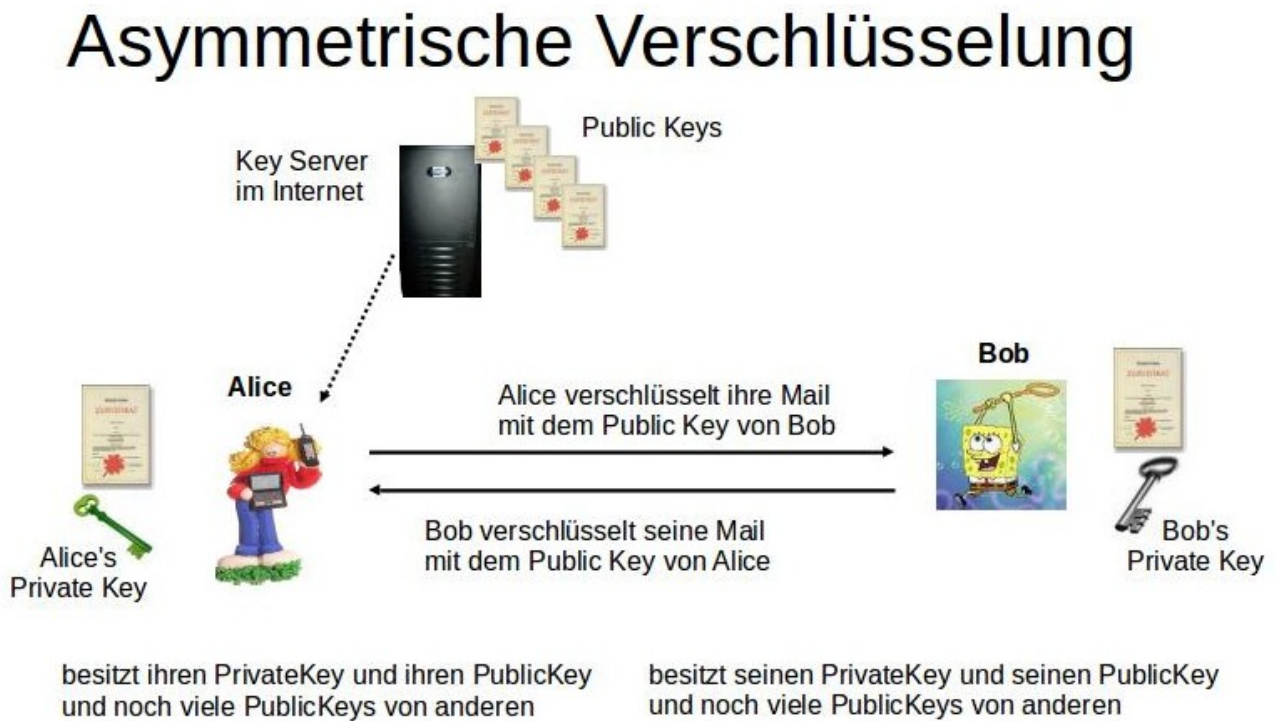 Asymmetrische Verschlüsselung
Public Keys
Key Server
im Internet
Bob
Alice
Alice verschlüsselt ihre Mail
mit dem Public Key von Bob
Bob verschlüsselt seine Mail
mit dem Public Key von Alice
Alice's
Private Key
Bob's
Private Key
besitzt ihren PrivateKey und ihren PublicKey
und noch viele PublicKeys von anderen
besitzt seinen PrivateKey und seinen PublicKey
und noch viele PublicKeys von anderen